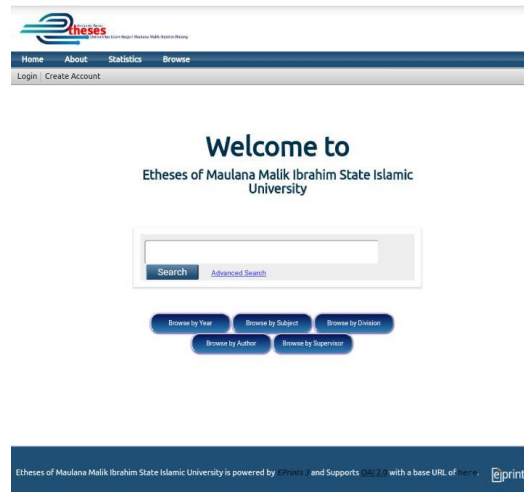 etheses
Home About Statistics Browse
Login Create Account
Welcome to
Etheses of Maulana Malik Ibrahim State Islamic
University
Search Advanced Search
Browse by Year Browse by Subject Browse by Division
Browse by Author Browse by Supervisor
Etheses of Maulana Malik Ibrahim State Islamic University is powered by EPrints 3 and Supports OAI 2.0 with a base URL of here. eprint